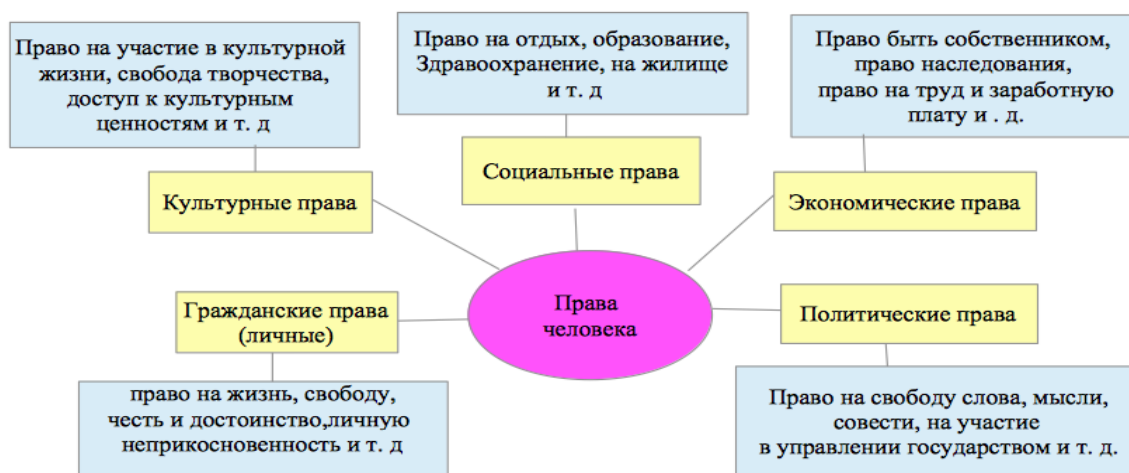 Право на участие в культурной
жизни, свобода творчества,
доступ к культурным
ценностям и т. д
Право на отдых, образование,
Здравоохранение, на жилище
и т. д
Право быть собственником,
право наследования,
право на труд и заработную
плату и . д.
Культурные права
Социальные права
Экономические права
Права
человека
Гражданские права
(личные)
Политические права
право на жизнь, свободу,
честь и достоинство,личную
неприкосновенность и т. д
Право на свободу слова, мысли,
совести, на участие
в управлении государством и т. д.